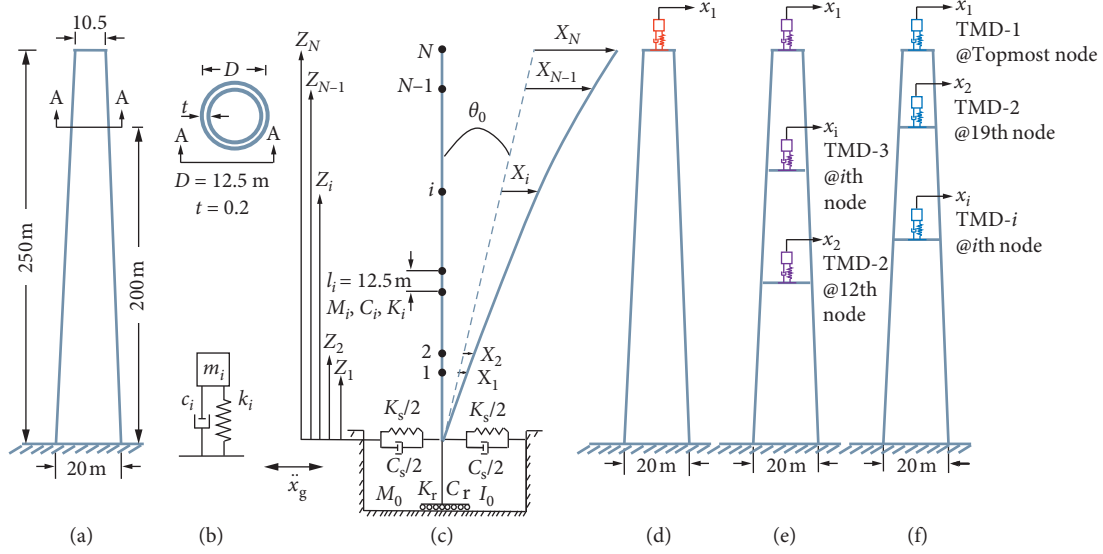 10.5
A
A
250 m
200 m
20 m
(a)
D
t
A
A
D = 12.5 m
t = 0.2
m_i
c_i
k_i
(b)
Z_N
Z_{N–1}
Z_i
Z_2
Z_1
ẍ_g
N
N–1
i
l_i = 12.5 m
M_i, C_i, K_i
2
1
θ_0
X_N
X_{N–1}
X_i
X_2
X_1
K_s/2
K_s/2
C_s/2
C_s/2
M_0
K_r
C_r
I_0
(c)
x_1
20 m
(d)
x_1
x_i
TMD-3
@ith
node
x_2
TMD-2
@12th
node
20 m
(e)
x_1
TMD-1
@Topmost node
x_2
TMD-2
@19th node
x_i
TMD-i
@ith node
20 m
(f)